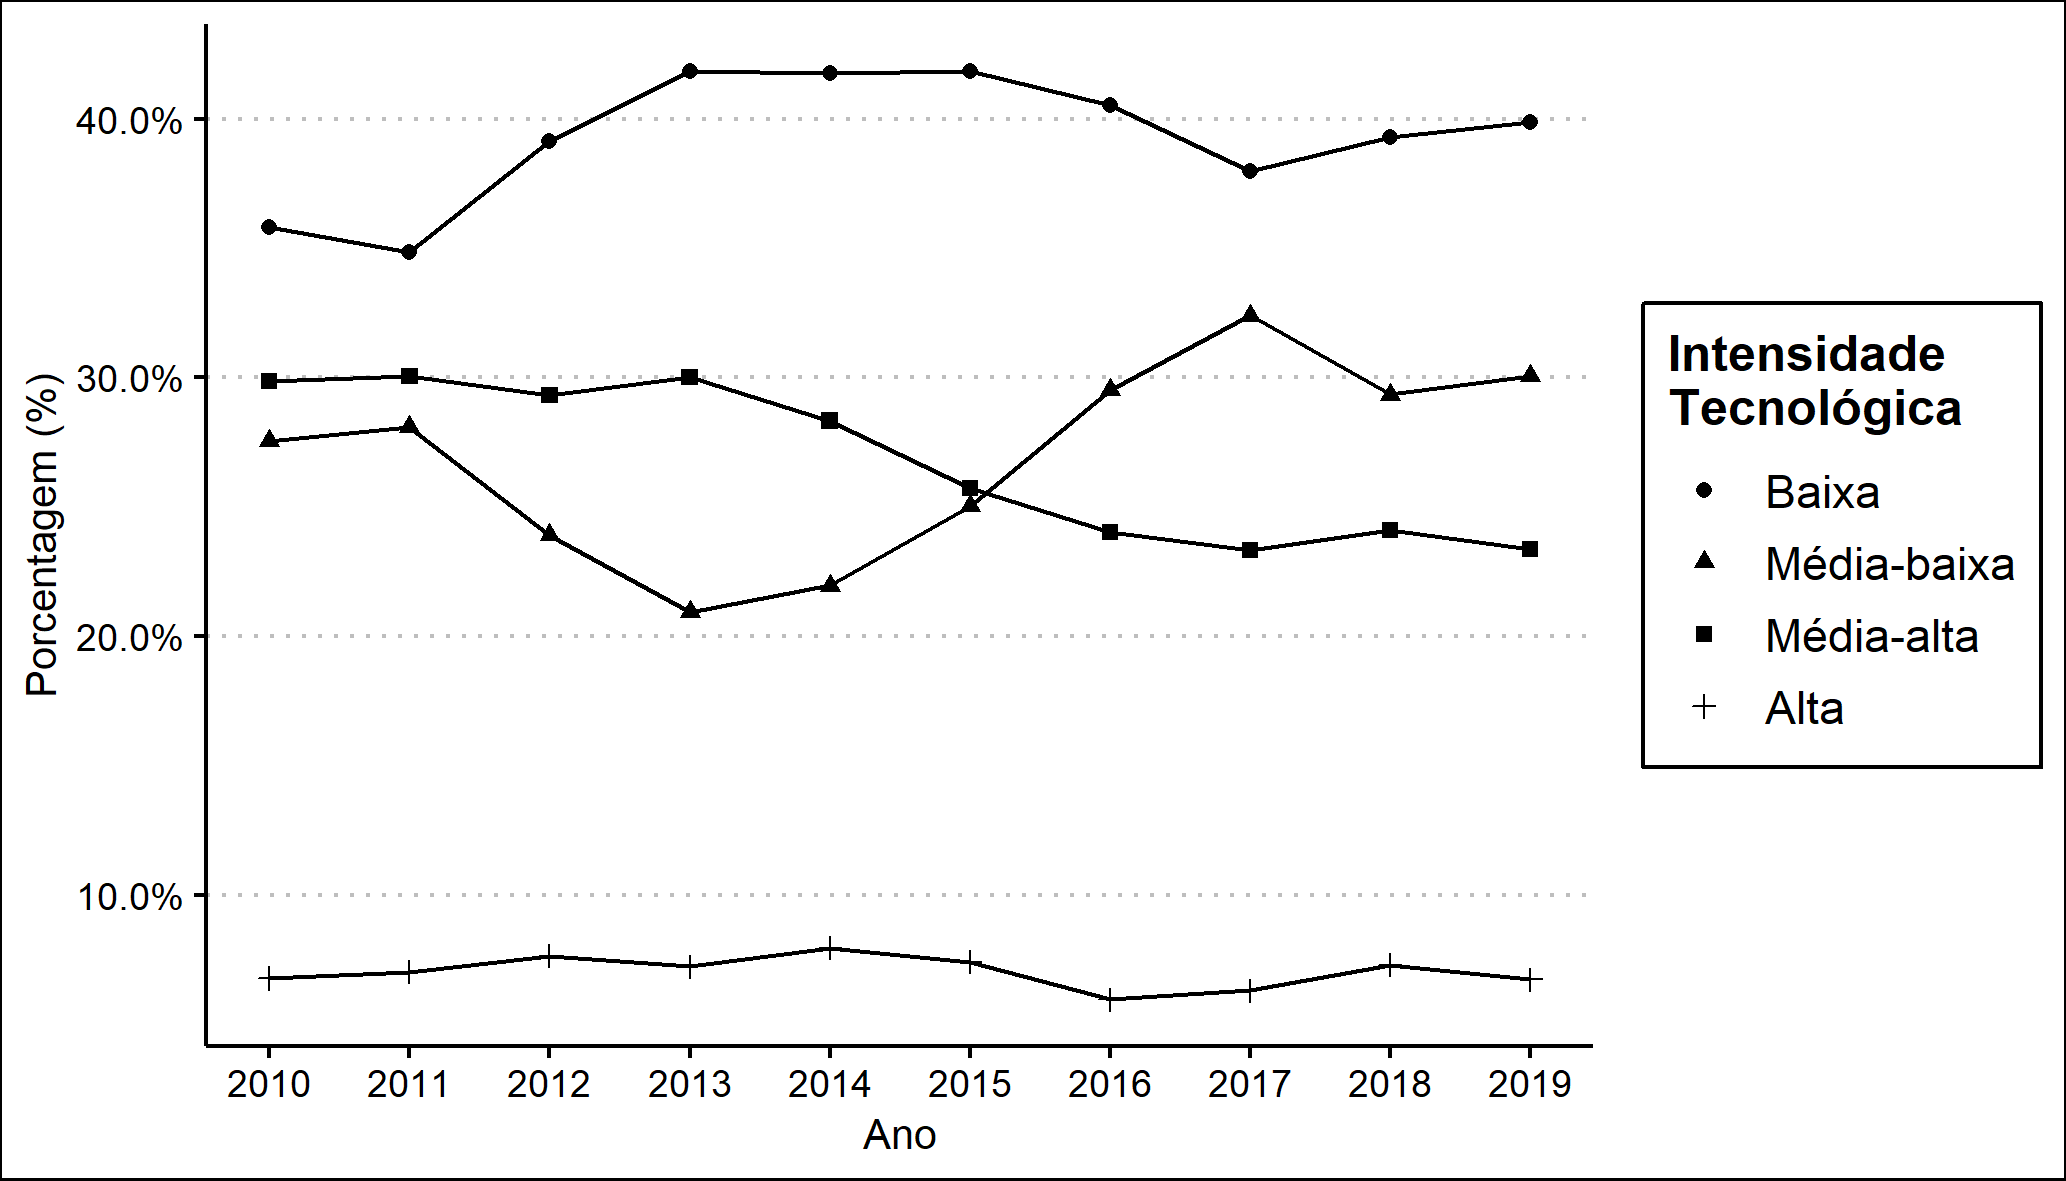 Porcentagem (%)
40.0%
30.0%
20.0%
10.0%
2010 2011 2012 2013 2014 2015 2016 2017 2018 2019
Ano
Intensidade
Tecnológica
Baixa
Média-baixa
Média-alta
Alta